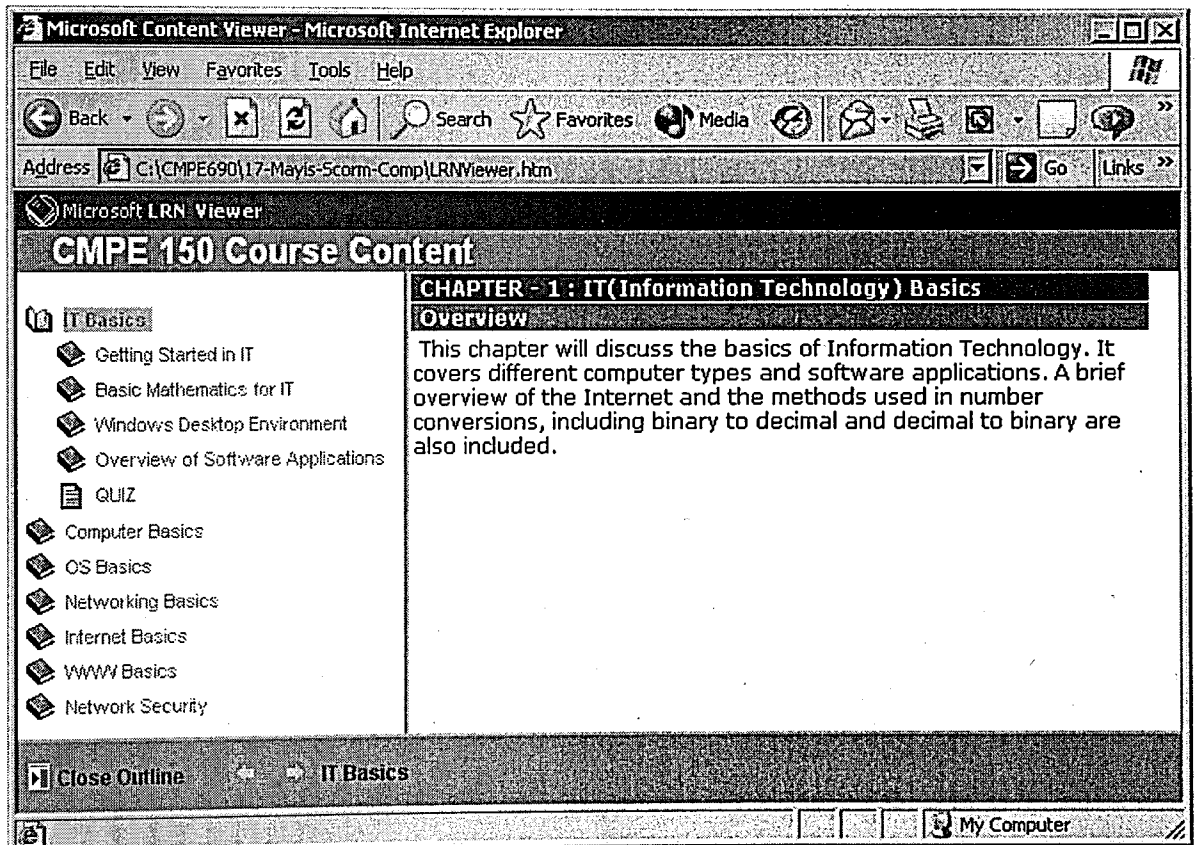 Microsoft Content Viewer - Microsoft Internet Explorer
File Edit View Favorites Tools Help
Back Search Favorites Media »
Address C:\CMPE690\17-Mayis-Scorm-Comp\LRNViewer.htm Go Links »
Microsoft LRN Viewer
CMPE 150 Course Content
IT Basics
Getting Started in IT
Basic Mathematics for IT
Windows Desktop Environment
Overview of Software Applications
QUIZ
Computer Basics
OS Basics
Networking Basics
Internet Basics
WWW Basics
Network Security
CHAPTER - 1 : IT(Information Technology) Basics
Overview
This chapter will discuss the basics of Information Technology. It
covers different computer types and software applications. A brief
overview of the Internet and the methods used in number
conversions, including binary to decimal and decimal to binary are
also included.
Close Outline IT Basics
My Computer